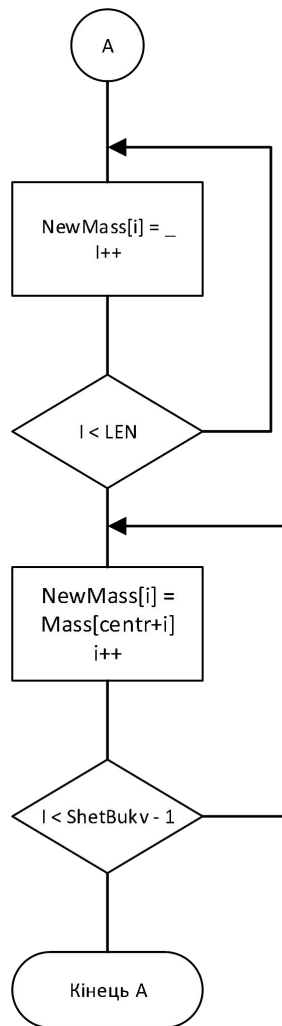 A
NewMass[i] = _
I++
I < LEN
NewMass[i] =
Mass[centr+i]
i++
I < ShetBukv - 1
Кінець А